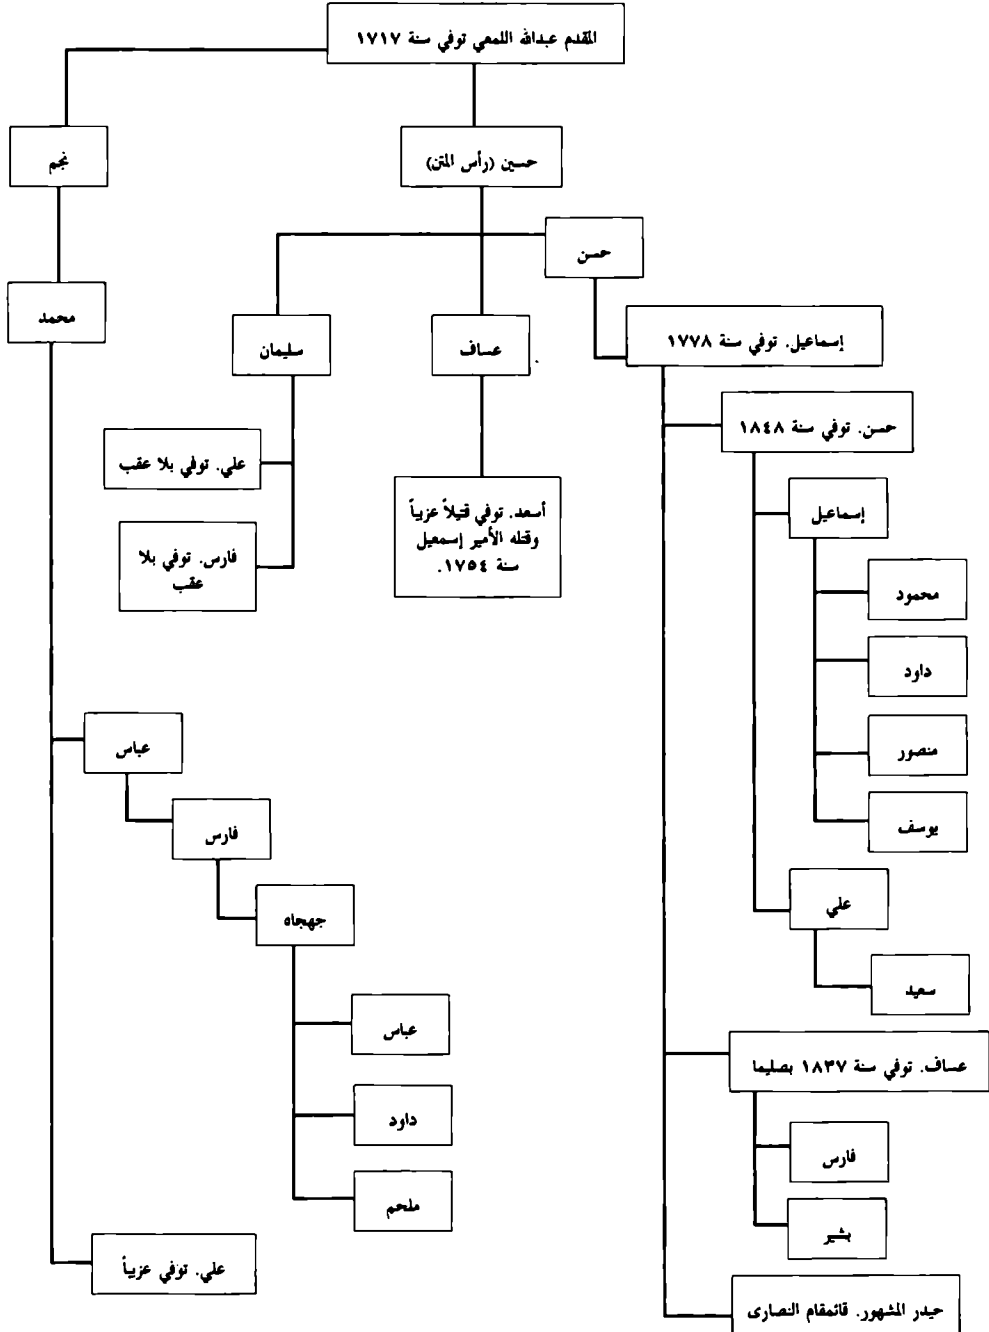 المقدم عبدالله اللمعي توفي سنة ١٧١٧
نجم
حسين (رأس المتن)
حسن
محمد
سليمان
عساف
إسماعيل. توفي سنة ١٧٧٨
علي. توفي بلا عقب
فارس. توفي بلا
عقب
أسعد. توفي قتيلاً عزيباً
وقتله الأمير إسمعيل
سنة ١٧٥٤.
حسن. توفي سنة ١٨٤٨
إسماعيل
محمود
داود
منصور
يوسف
علي
سعيد
عباس
فارس
جهجاه
عباس
داود
ملحم
علي. توفي عزيباً
عساف. توفي سنة ١٨٣٧ بصليما
فارس
بشير
حيدر المشهور. قائمقام النصارى